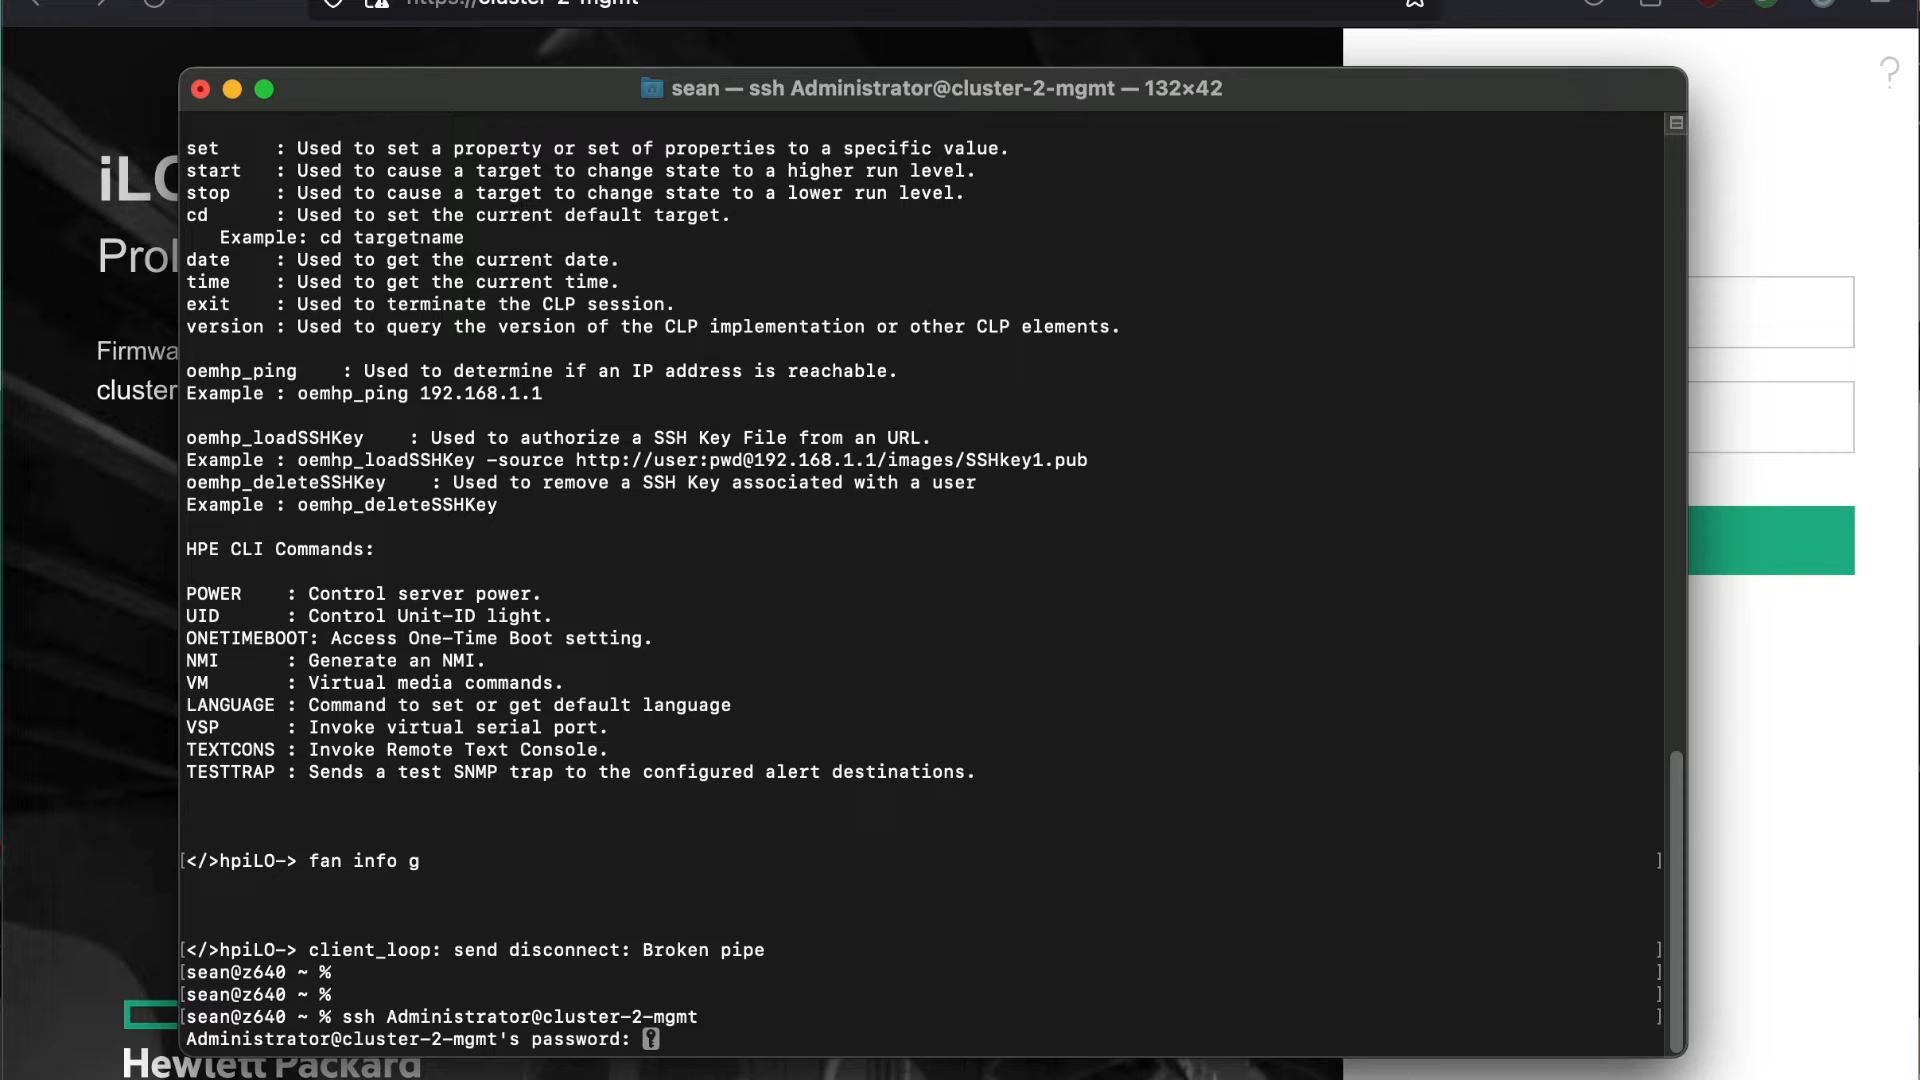 https://cluster-2-mgmt
sean — ssh Administrator@cluster-2-mgmt — 132×42
?
iLO
Prol
Firmwa
cluster
set     : Used to set a property or set of properties to a specific value.
start   : Used to cause a target to change state to a higher run level.
stop    : Used to cause a target to change state to a lower run level.
cd      : Used to set the current default target.
   Example: cd targetname
date    : Used to get the current date.
time    : Used to get the current time.
exit    : Used to terminate the CLP session.
version : Used to query the version of the CLP implementation or other CLP elements.
oemhp_ping    : Used to determine if an IP address is reachable.
Example : oemhp_ping 192.168.1.1
oemhp_loadSSHKey    : Used to authorize a SSH Key File from an URL.
Example : oemhp_loadSSHKey -source http://user:pwd@192.168.1.1/images/SSHkey1.pub
oemhp_deleteSSHKey    : Used to remove a SSH Key associated with a user
Example : oemhp_deleteSSHKey
HPE CLI Commands:
POWER    : Control server power.
UID      : Control Unit-ID light.
ONETIMEBOOT: Access One-Time Boot setting.
NMI      : Generate an NMI.
VM       : Virtual media commands.
LANGUAGE : Command to set or get default language
VSP      : Invoke virtual serial port.
TEXTCONS : Invoke Remote Text Console.
TESTTRAP : Sends a test SNMP trap to the configured alert destinations.
[</>hpiLO-> fan info g ]
[</>hpiLO-> client_loop: send disconnect: Broken pipe ]
[sean@z640 ~ % ]
[sean@z640 ~ % ]
[sean@z640 ~ % ssh Administrator@cluster-2-mgmt ]
Administrator@cluster-2-mgmt's password:
Hewlett Packard